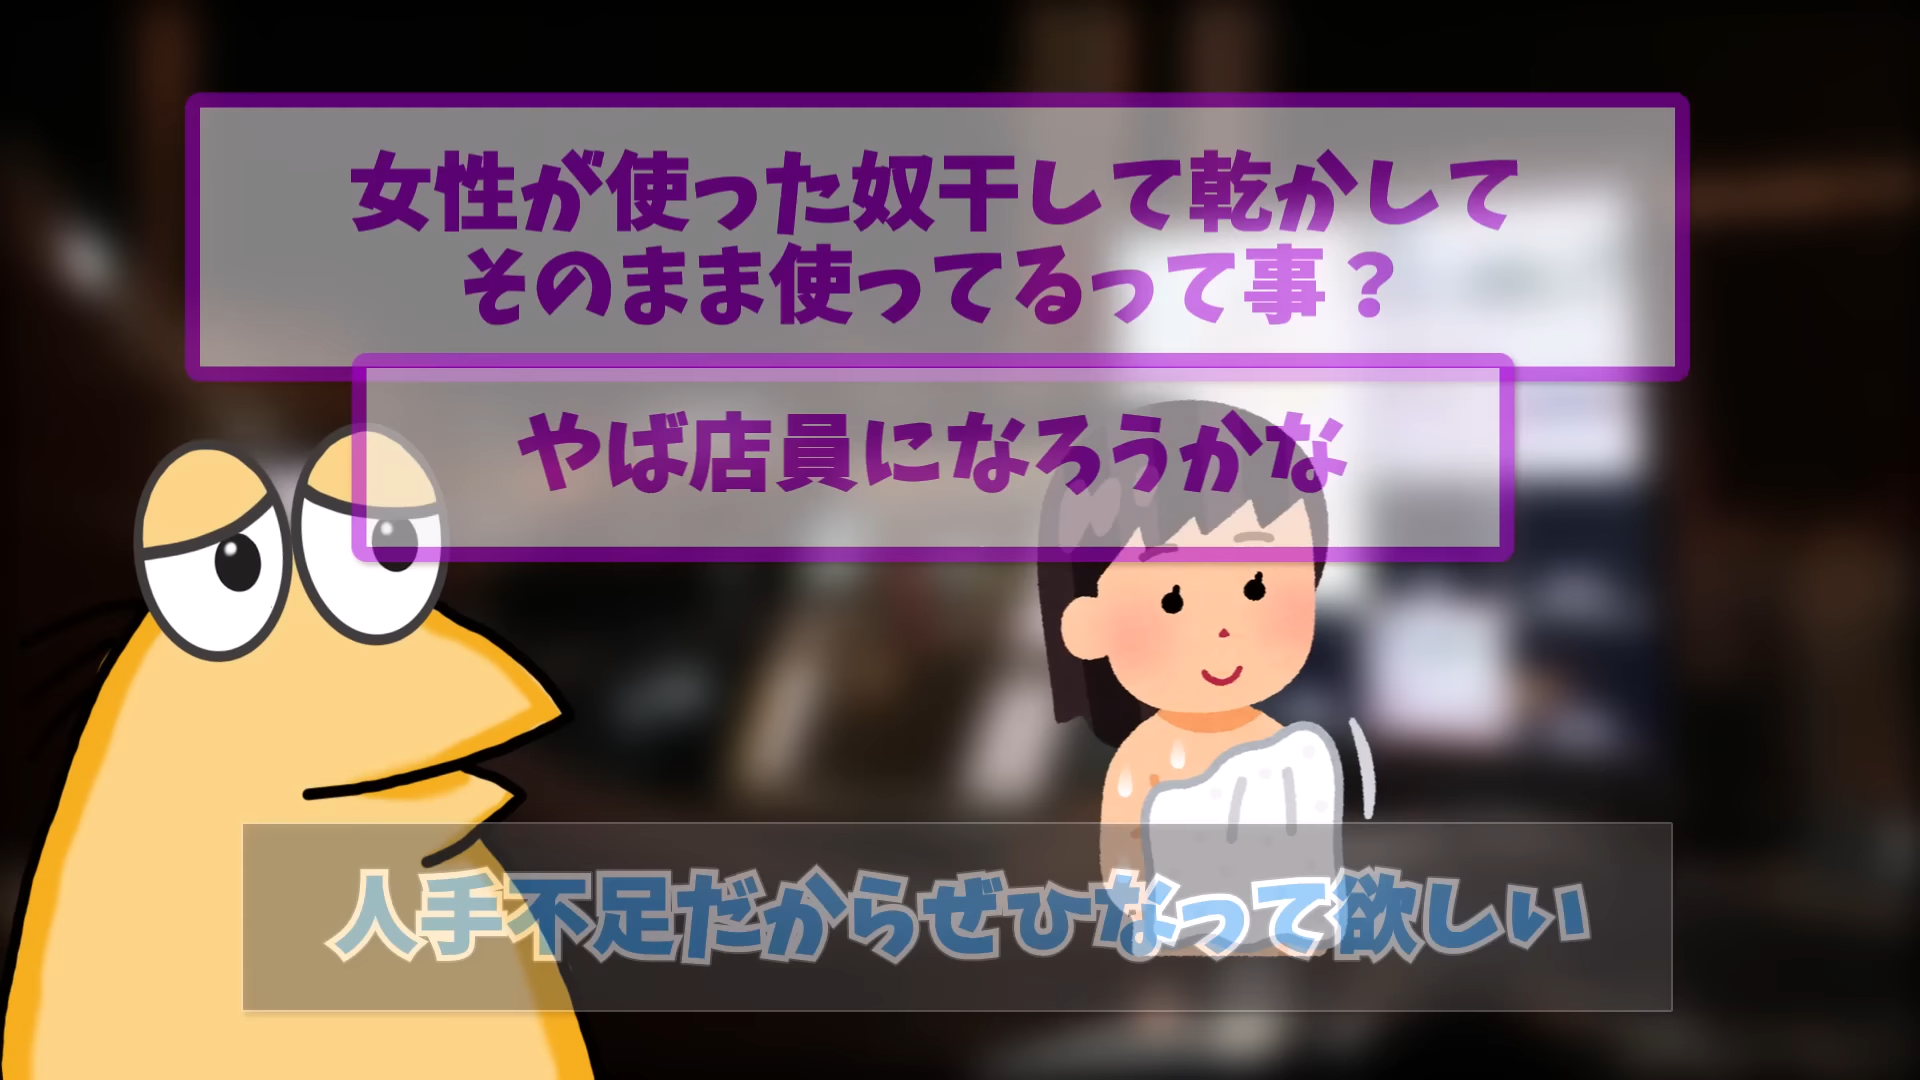 女性が使った奴干して乾かして
そのまま使ってるって事？
やば店員になろうかな
人手不足だからぜひなって欲しい